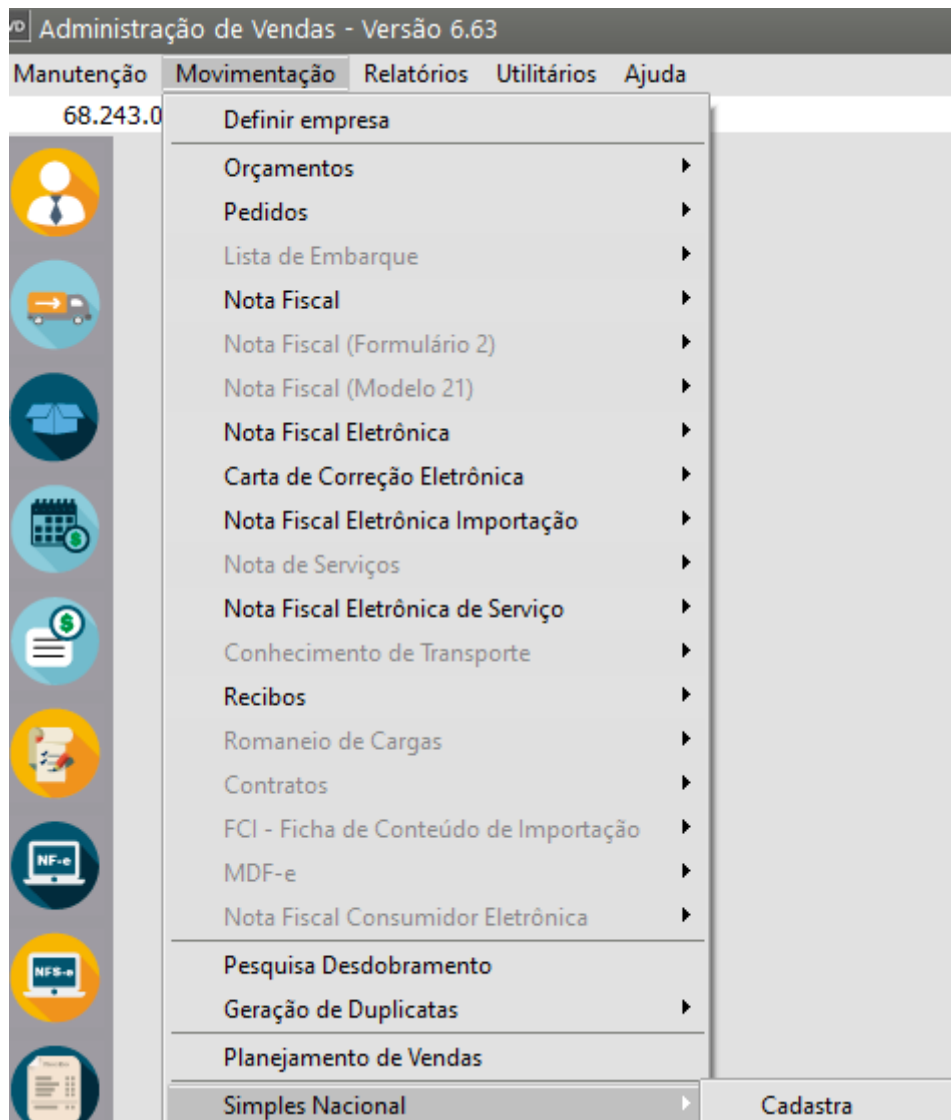 Administração de Vendas - Versão 6.63
Manutenção Movimentação Relatórios Utilitários Ajuda
68.243.0
Definir empresa
Orçamentos
Pedidos
Lista de Embarque
Nota Fiscal
Nota Fiscal (Formulário 2)
Nota Fiscal (Modelo 21)
Nota Fiscal Eletrônica
Carta de Correção Eletrônica
Nota Fiscal Eletrônica Importação
Nota de Serviços
Nota Fiscal Eletrônica de Serviço
Conhecimento de Transporte
Recibos
Romaneio de Cargas
Contratos
FCI - Ficha de Conteúdo de Importação
NF-e
MDF-e
Nota Fiscal Consumidor Eletrônica
Pesquisa Desdobramento
NFS-e
Geração de Duplicatas
Planejamento de Vendas
Simples Nacional Cadastra